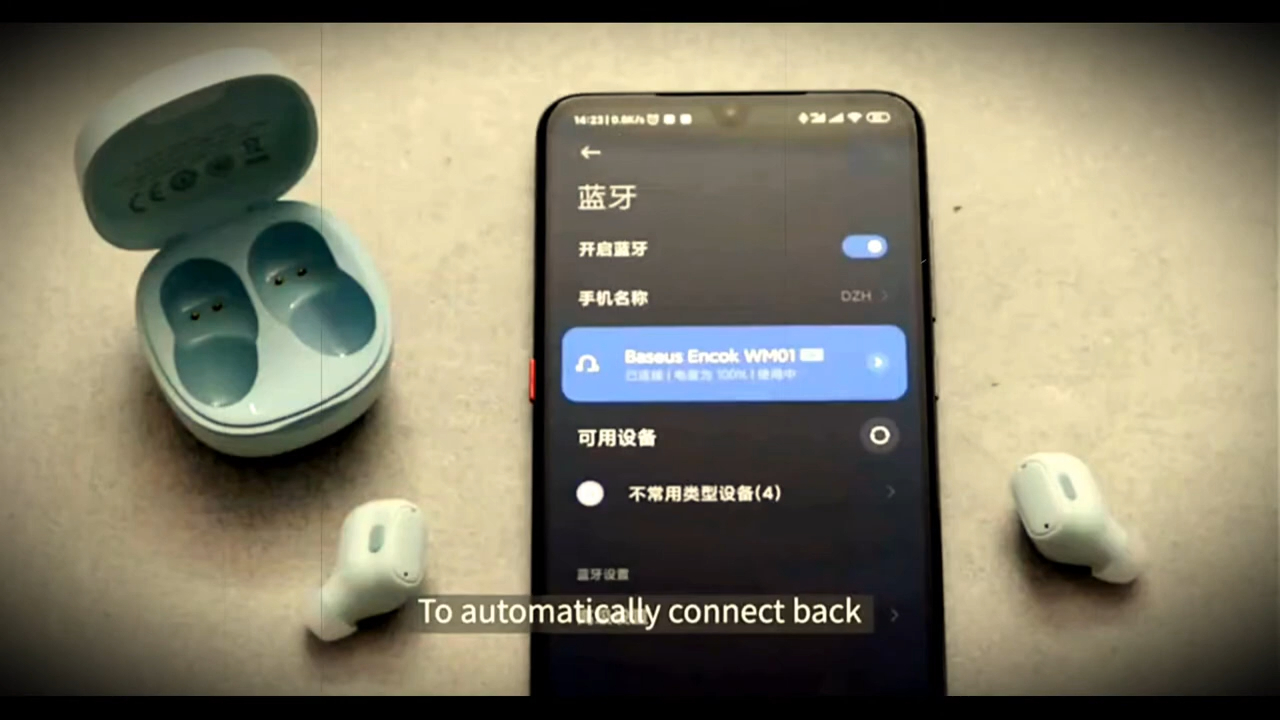 14:23 | 0.8K/s
蓝牙
开启蓝牙
手机名称
DZH
Baseus Encok WM01
已连接 | 电量为 100% | 使用中
可用设备
不常用类型设备(4)
蓝牙设置
To automatically connect back